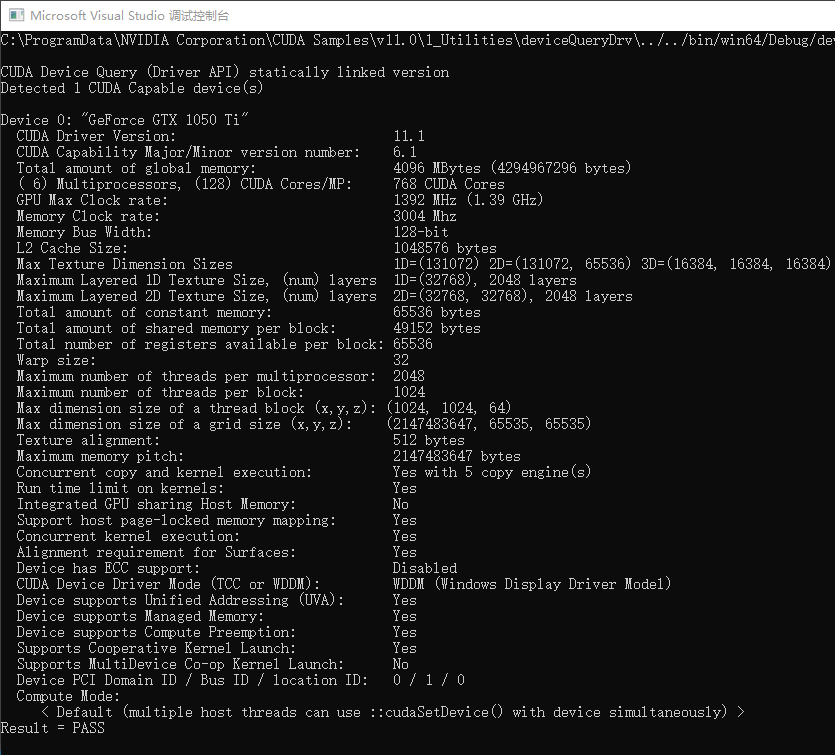 Microsoft Visual Studio 调试控制台
C:\ProgramData\NVIDIA Corporation\CUDA Samples\v11.0\1_Utilities\deviceQueryDrv\../../bin/win64/Debug/dev
CUDA Device Query (Driver API) statically linked version
Detected 1 CUDA Capable device(s)
Device 0: "GeForce GTX 1050 Ti"
CUDA Driver Version: 11.1
CUDA Capability Major/Minor version number: 6.1
Total amount of global memory: 4096 MBytes (4294967296 bytes)
( 6) Multiprocessors, (128) CUDA Cores/MP: 768 CUDA Cores
GPU Max Clock rate: 1392 MHz (1.39 GHz)
Memory Clock rate: 3004 Mhz
Memory Bus Width: 128-bit
L2 Cache Size: 1048576 bytes
Max Texture Dimension Sizes 1D=(131072) 2D=(131072, 65536) 3D=(16384, 16384, 16384)
Maximum Layered 1D Texture Size, (num) layers 1D=(32768), 2048 layers
Maximum Layered 2D Texture Size, (num) layers 2D=(32768, 32768), 2048 layers
Total amount of constant memory: 65536 bytes
Total amount of shared memory per block: 49152 bytes
Total number of registers available per block: 65536
Warp size: 32
Maximum number of threads per multiprocessor: 2048
Maximum number of threads per block: 1024
Max dimension size of a thread block (x,y,z): (1024, 1024, 64)
Max dimension size of a grid size (x,y,z): (2147483647, 65535, 65535)
Texture alignment: 512 bytes
Maximum memory pitch: 2147483647 bytes
Concurrent copy and kernel execution: Yes with 5 copy engine(s)
Run time limit on kernels: Yes
Integrated GPU sharing Host Memory: No
Support host page-locked memory mapping: Yes
Concurrent kernel execution: Yes
Alignment requirement for Surfaces: Yes
Device has ECC support: Disabled
CUDA Device Driver Mode (TCC or WDDM): WDDM (Windows Display Driver Model)
Device supports Unified Addressing (UVA): Yes
Device supports Managed Memory: Yes
Device supports Compute Preemption: Yes
Supports Cooperative Kernel Launch: Yes
Supports MultiDevice Co-op Kernel Launch: No
Device PCI Domain ID / Bus ID / location ID: 0 / 1 / 0
Compute Mode:
< Default (multiple host threads can use ::cudaSetDevice() with device simultaneously) >
Result = PASS